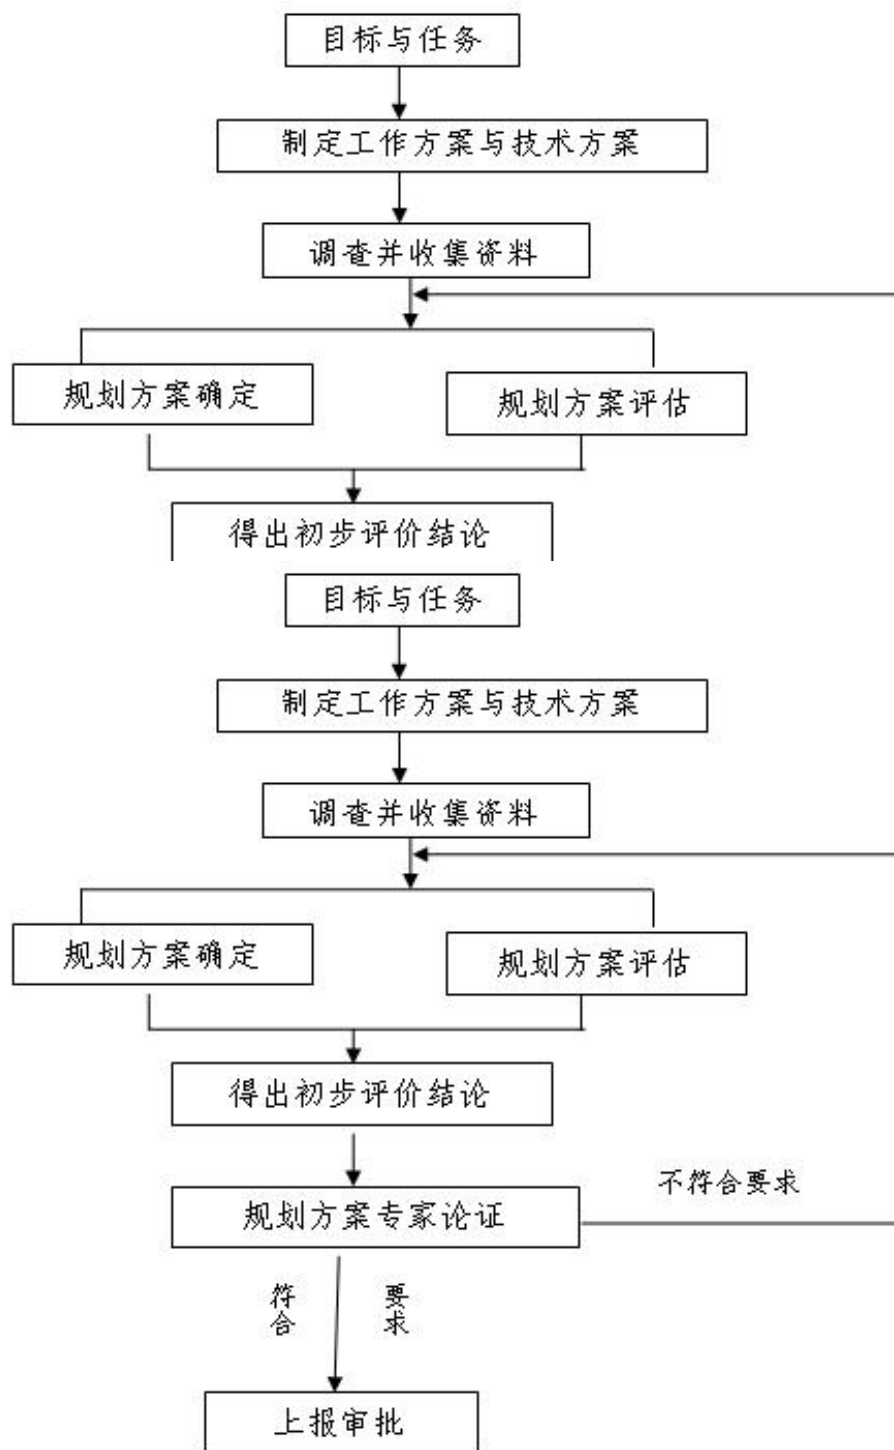 目标与任务
制定工作方案与技术方案
调查并收集资料
规划方案确定
规划方案评估
得出初步评价结论
目标与任务
制定工作方案与技术方案
调查并收集资料
规划方案确定
规划方案评估
得出初步评价结论
不符合要求
规划方案专家论证
符合
要求
上报审批